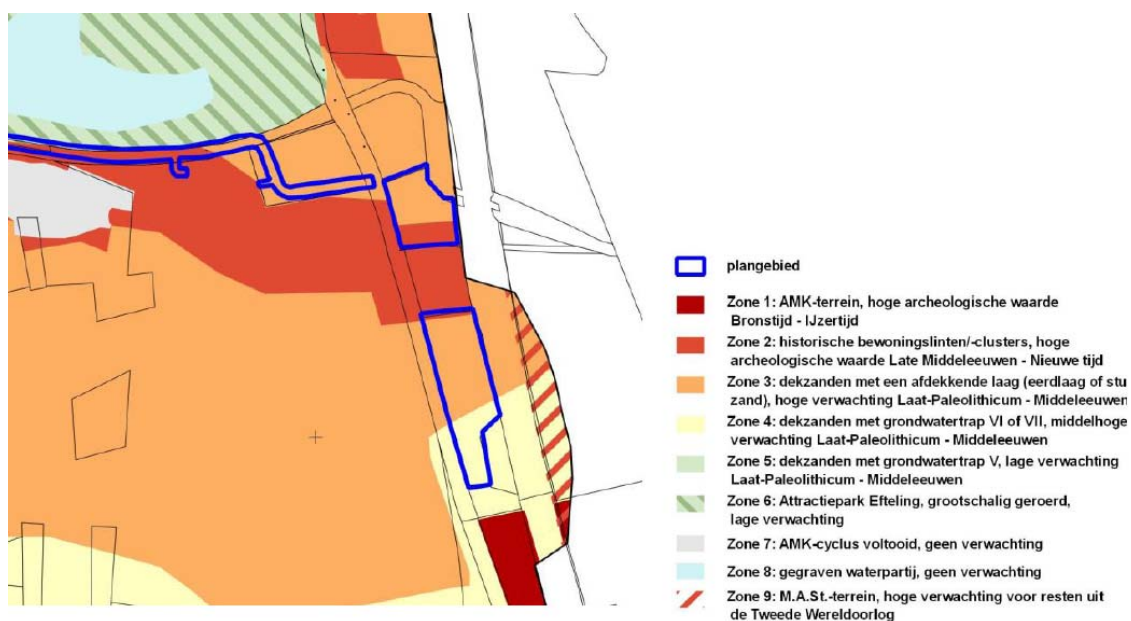 plangebied
Zone 1: AMK-terrein, hoge archeologische waarde
Bronstijd - IJzertijd
Zone 2: historische bewoningslinten/-clusters, hoge
archeologische waarde Late Middeleeuwen - Nieuwe tijd
Zone 3: dekzanden met een afdekkende laag (eerdlaag of stu
zand), hoge verwachting Laat-Paleolithicum - Middeleeuwen
Zone 4: dekzanden met grondwatertrap VI of VII, middelhoge
verwachting Laat-Paleolithicum - Middeleeuwen
Zone 5: dekzanden met grondwatertrap V, lage verwachting
Laat-Paleolithicum - Middeleeuwen
Zone 6: Attractiepark Efteling, grootschalig geroerd,
lage verwachting
Zone 7: AMK-cyclus voltooid, geen verwachting
Zone 8: gegraven waterpartij, geen verwachting
Zone 9: M.A.St.-terrein, hoge verwachting voor resten uit
de Tweede Wereldoorlog